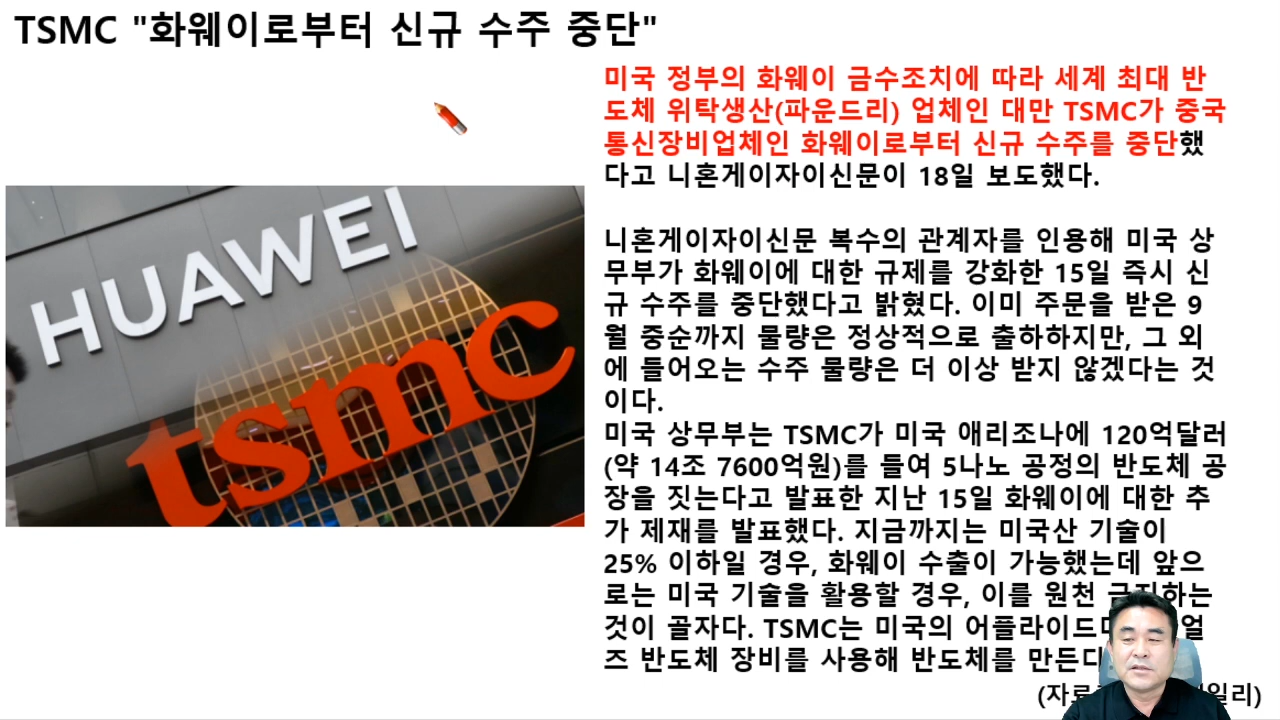 TSMC "화웨이로부터 신규 수주 중단"
미국 정부의 화웨이 금수조치에 따라 세계 최대 반
도체 위탁생산(파운드리) 업체인 대만 TSMC가 중국
통신장비업체인 화웨이로부터 신규 수주를 중단했
다고 니혼게이자이신문이 18일 보도했다.
니혼게이자이신문 복수의 관계자를 인용해 미국 상
무부가 화웨이에 대한 규제를 강화한 15일 즉시 신
규 수주를 중단했다고 밝혔다. 이미 주문을 받은 9
월 중순까지 물량은 정상적으로 출하하지만, 그 외
에 들어오는 수주 물량은 더 이상 받지 않겠다는 것
이다.
미국 상무부는 TSMC가 미국 애리조나에 120억달러
(약 14조 7600억원)를 들여 5나노 공정의 반도체 공
장을 짓는다고 발표한 지난 15일 화웨이에 대한 추
가 제재를 발표했다. 지금까지는 미국산 기술이
25% 이하일 경우, 화웨이 수출이 가능했는데 앞으
로는 미국 기술을 활용할 경우, 이를 원천 금지하는
것이 골자다. TSMC는 미국의
즈 반도체 장비를 사용해 반도체를 만든다
HUAWEI
tsmc